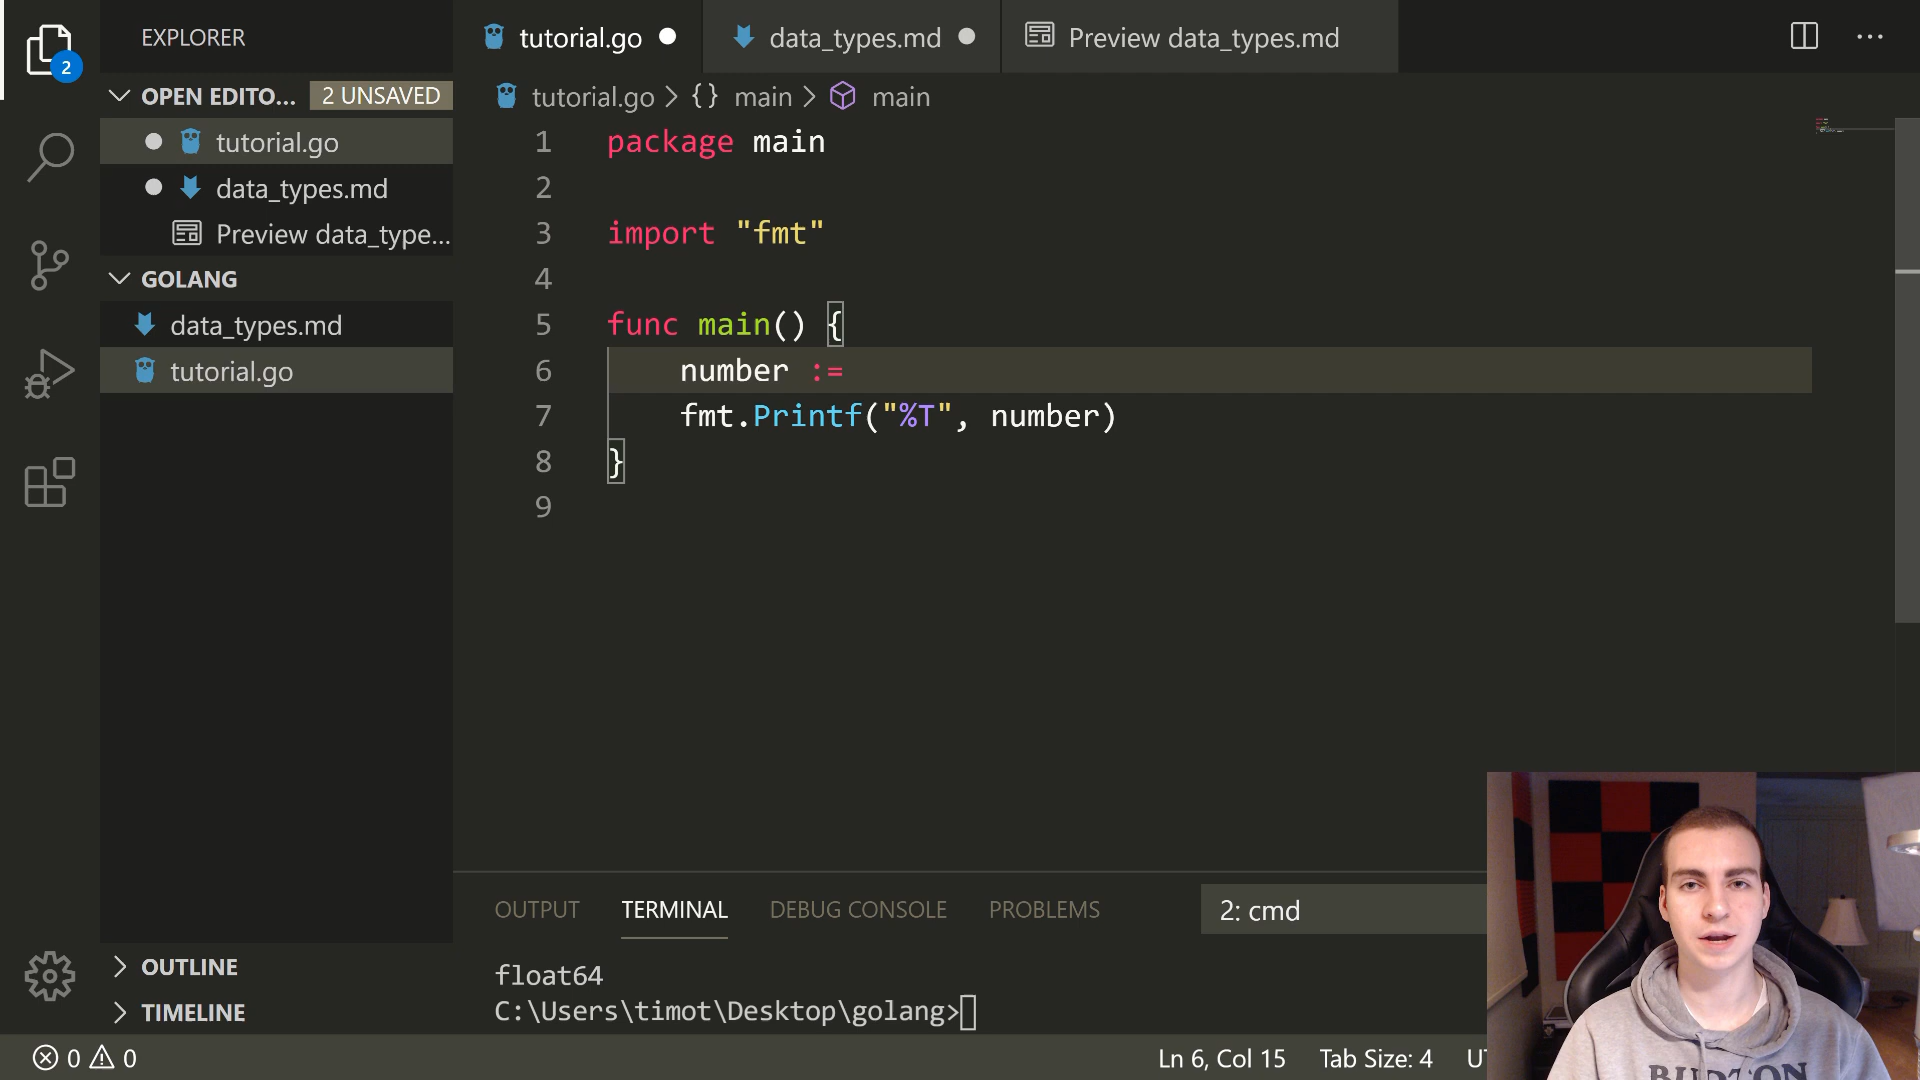 EXPLORER
tutorial.go
data_types.md
Preview data_types.md
2
OPEN EDITO...
2 UNSAVED
tutorial.go
data_types.md
Preview data_type...
GOLANG
data_types.md
tutorial.go
OUTLINE
TIMELINE
tutorial.go > {} main > main
1 package main
2
3 import "fmt"
4
5 func main() {
6 number :=
7 fmt.Printf("%T", number)
8 }
9
OUTPUT
TERMINAL
DEBUG CONSOLE
PROBLEMS
2: cmd
float64
C:\Users\timot\Desktop\golang>
0
0
Ln 6, Col 15
Tab Size: 4